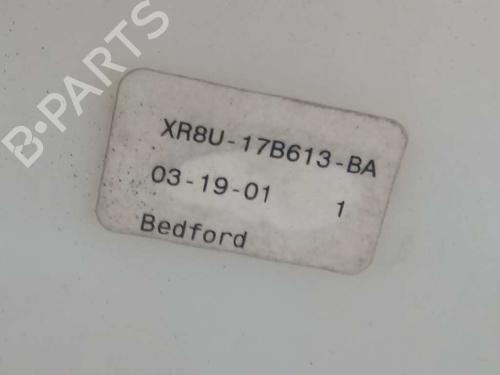 B-PARTS
XR8U-17B613-BA
03-19-01 1
Bedford